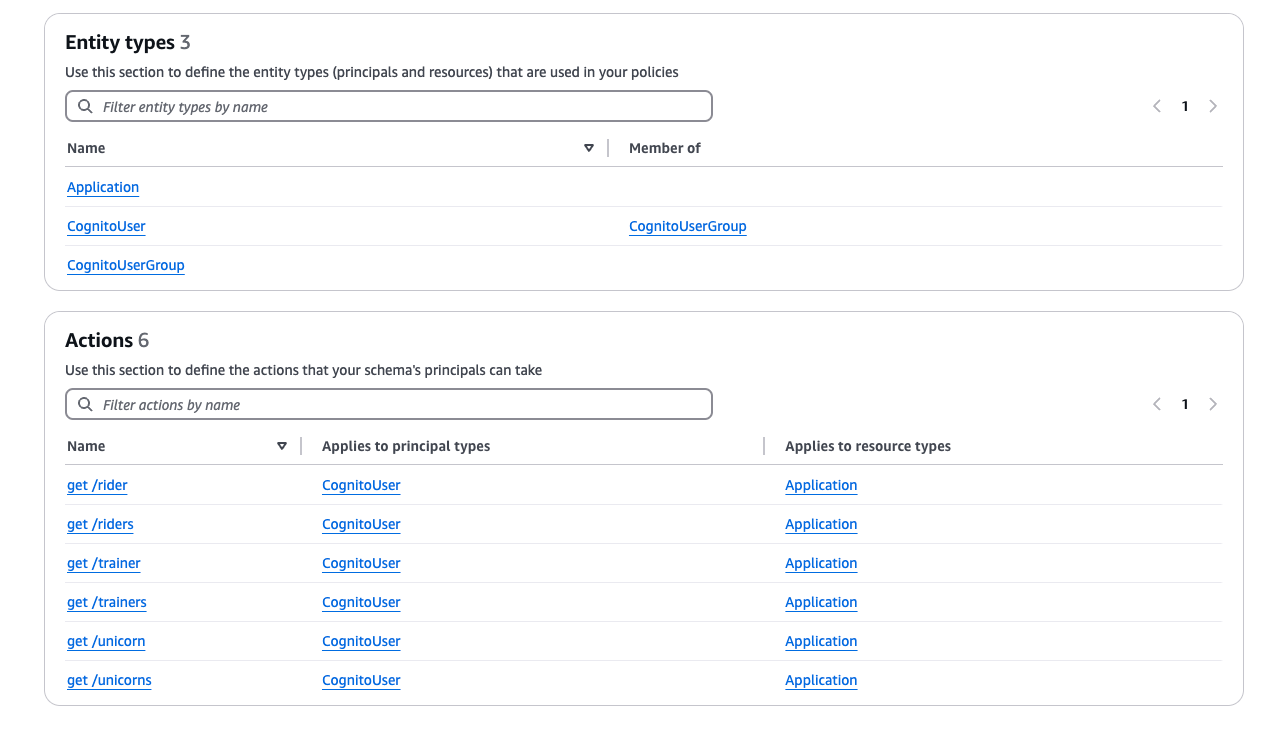 Entity types 3
Use this section to define the entity types (principals and resources) that are used in your policies
Filter entity types by name
1
Name Member of
Application
CognitoUser CognitoUserGroup
CognitoUserGroup
Actions 6
Use this section to define the actions that your schema's principals can take
Filter actions by name
1
Name Applies to principal types Applies to resource types
get /rider CognitoUser Application
get /riders CognitoUser Application
get /trainer CognitoUser Application
get /trainers CognitoUser Application
get /unicorn CognitoUser Application
get /unicorns CognitoUser Application